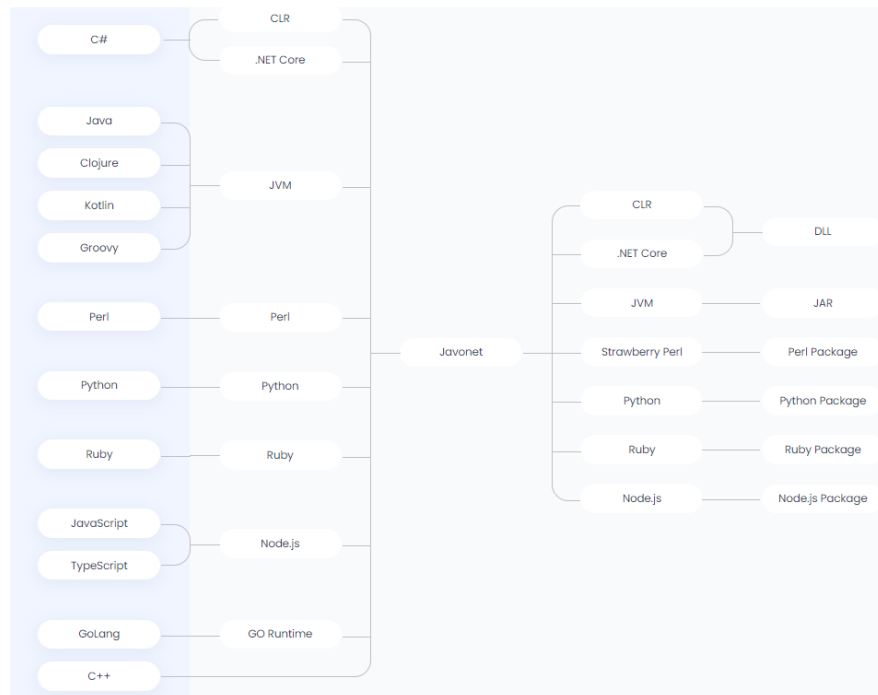 C#
CLR
.NET Core
Java
Clojure
Kotlin
Groovy
JVM
Perl
Perl
Python
Python
Ruby
Ruby
JavaScript
TypeScript
Node.js
GoLang
GO Runtime
C++
Javonet
CLR
.NET Core
DLL
JVM
JAR
Strawberry Perl
Perl Package
Python
Python Package
Ruby
Ruby Package
Node.js
Node.js Package